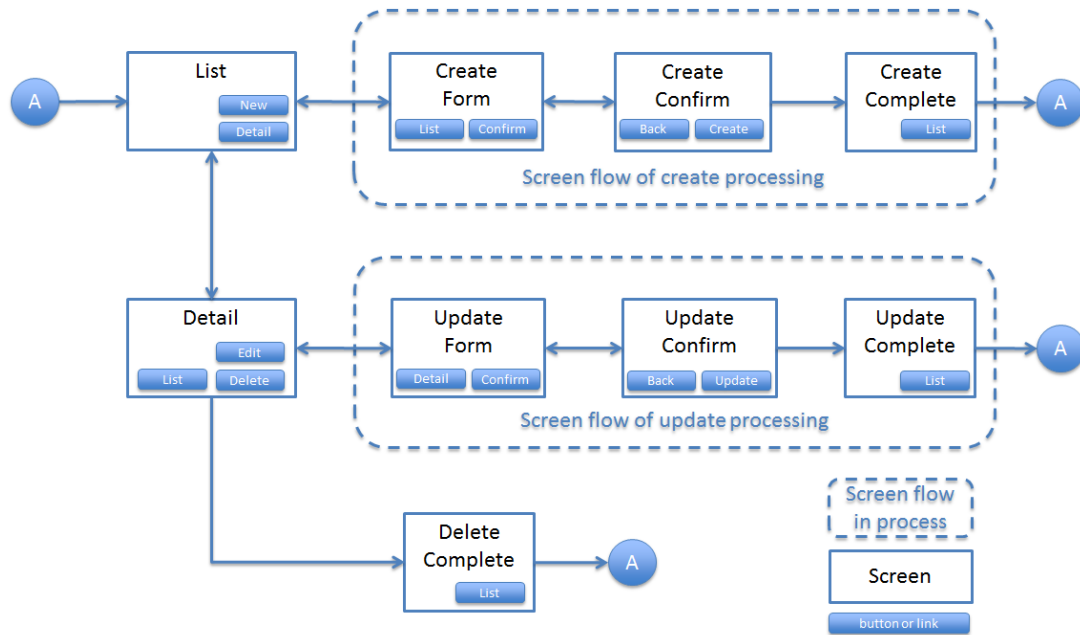 A
List
New
Detail
Create
Form
List
Confirm
Create
Confirm
Back
Create
Create
Complete
List
A
Screen flow of create processing
Detail
Edit
List
Delete
Update
Form
Detail
Confirm
Update
Confirm
Back
Update
Update
Complete
List
A
Screen flow of update processing
Delete
Complete
List
A
Screen flow
in process
Screen
button or link